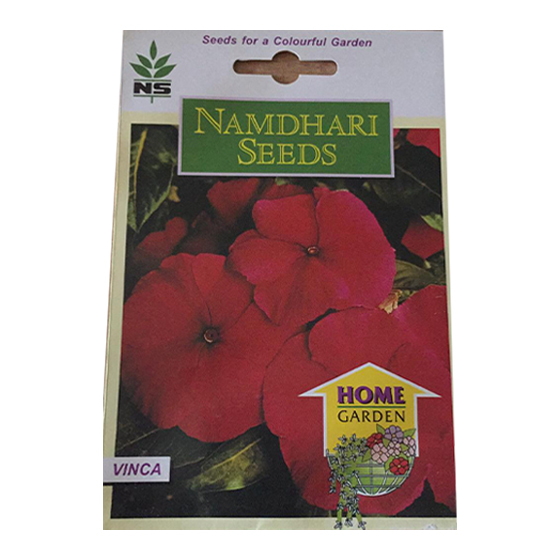 Seeds for a Colourful Garden
NS
NAMDHARI
SEEDS
HOME
GARDEN
VINCA